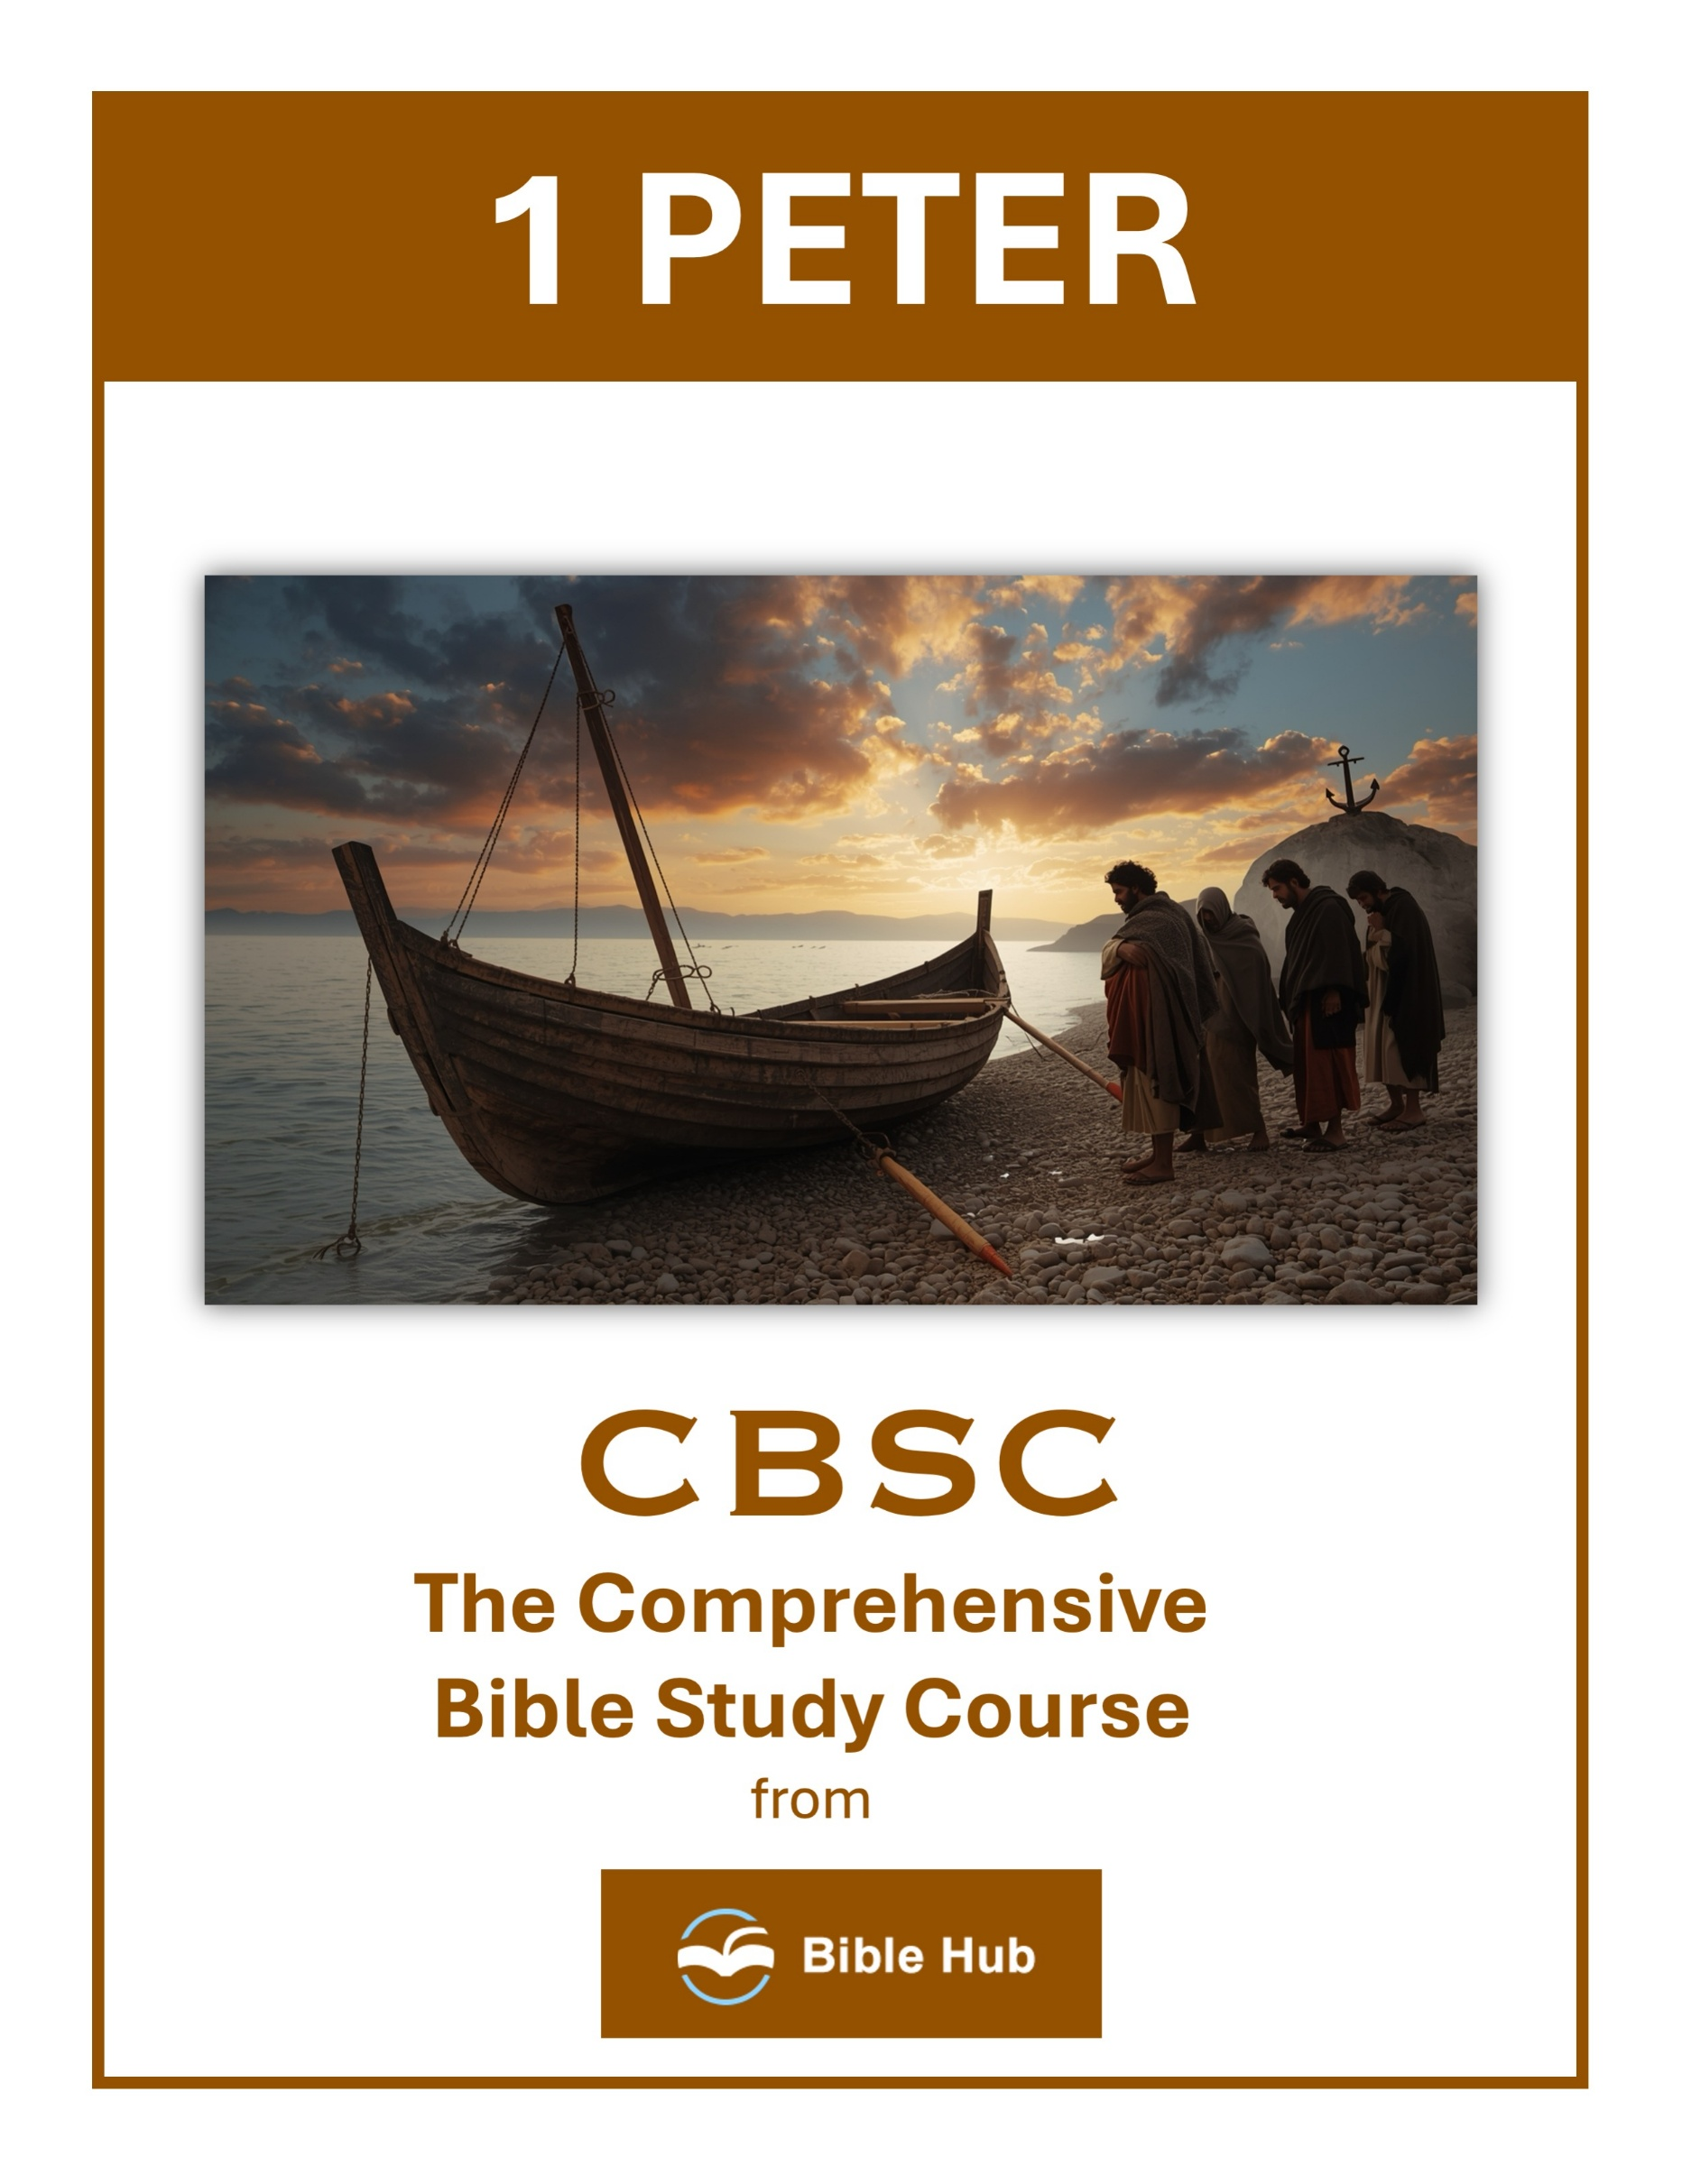 1 PETER
CBSC
The Comprehensive
Bible Study Course
from
Bible Hub